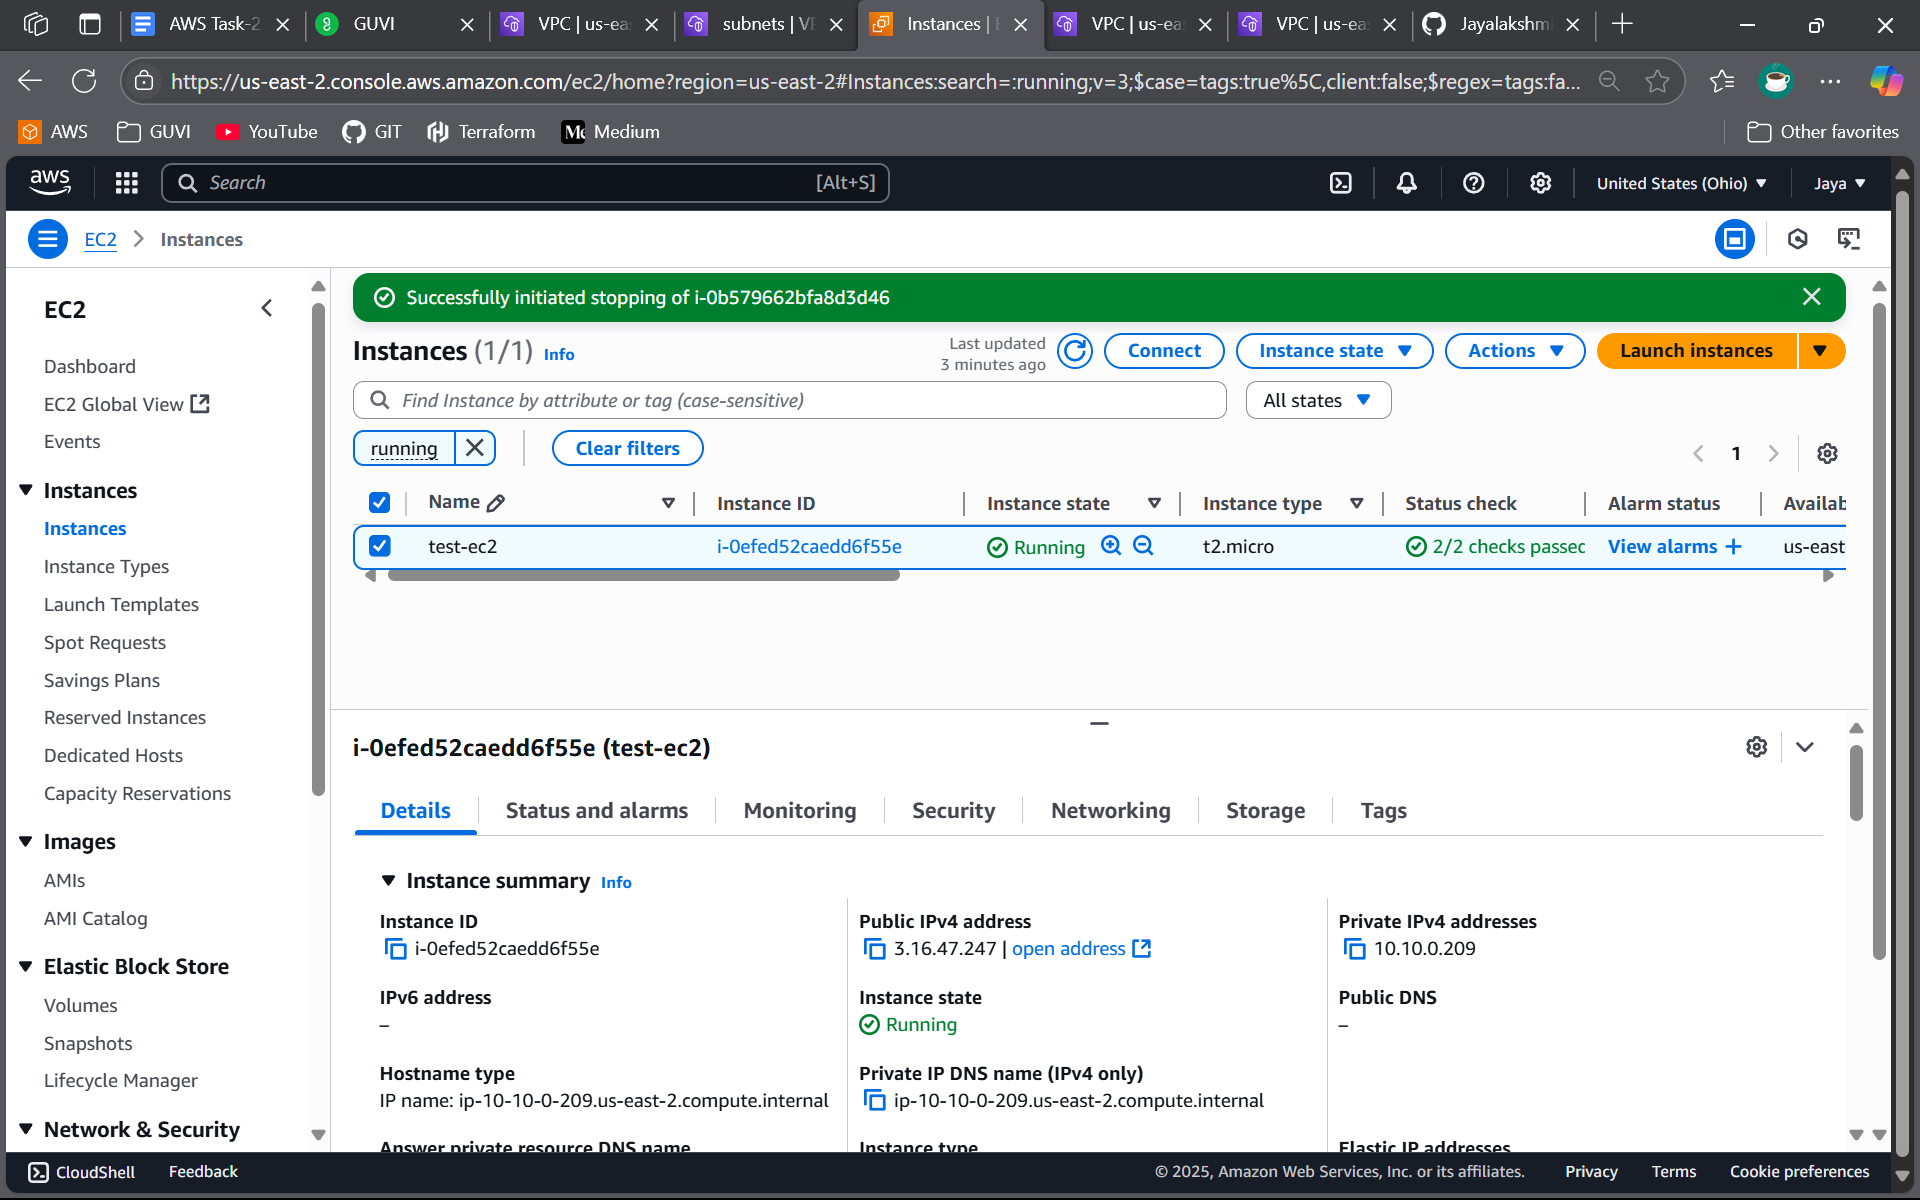 AWS Task-2
GUVI
VPC | us-eas
subnets | VP
Instances | E
VPC | us-eas
VPC | us-eas
Jayalakshmi
https://us-east-2.console.aws.amazon.com/ec2/home?region=us-east-2#Instances:search=:running;v=3;$case=tags:true%5C,client:false;$regex=tags:fa...
AWS
GUVI
YouTube
GIT
Terraform
Medium
Other favorites
aws
Search
[Alt+S]
United States (Ohio)
Jaya
EC2
Instances
EC2
Dashboard
EC2 Global View
Events
Instances
Instances
Instance Types
Launch Templates
Spot Requests
Savings Plans
Reserved Instances
Dedicated Hosts
Capacity Reservations
Images
AMIs
AMI Catalog
Elastic Block Store
Volumes
Snapshots
Lifecycle Manager
Network & Security
Successfully initiated stopping of i-0b579662bfa8d3d46
Instances (1/1) Info
Last updated
3 minutes ago
Connect
Instance state
Actions
Launch instances
Find Instance by attribute or tag (case-sensitive)
All states
running
Clear filters
1
Name
Instance ID
Instance state
Instance type
Status check
Alarm status
Availab
test-ec2
i-0efed52caedd6f55e
Running
t2.micro
2/2 checks passec
View alarms +
us-east
i-0efed52caedd6f55e (test-ec2)
Details
Status and alarms
Monitoring
Security
Networking
Storage
Tags
Instance summary Info
Instance ID
i-0efed52caedd6f55e
Public IPv4 address
3.16.47.247 | open address
Private IPv4 addresses
10.10.0.209
IPv6 address
–
Instance state
Running
Public DNS
–
Hostname type
IP name: ip-10-10-0-209.us-east-2.compute.internal
Private IP DNS name (IPv4 only)
ip-10-10-0-209.us-east-2.compute.internal
Answer private resource DNS name
Instance type
Elastic IP addresses
CloudShell
Feedback
© 2025, Amazon Web Services, Inc. or its affiliates.
Privacy
Terms
Cookie preferences